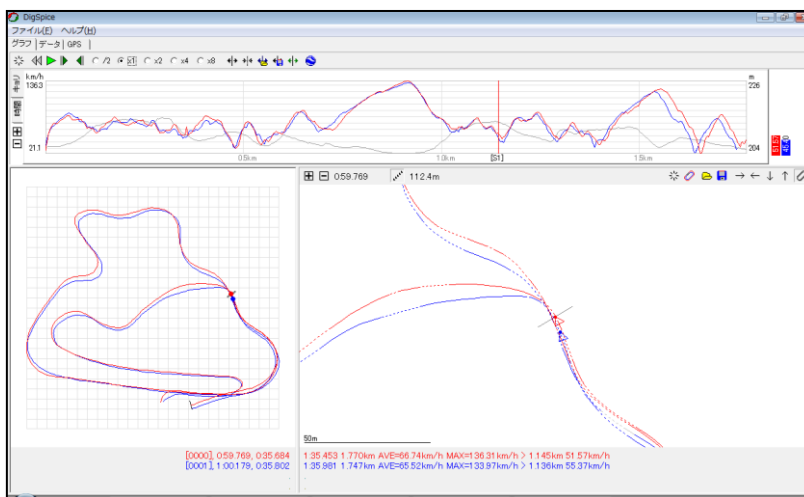 DigSpice
ファイル(F) ヘルプ(H)
グラフ データ GPS
/2 x1 x2 x4 x8
km/h m
136.3 226
時間
21.1 204
0.5km 1.0km [S1] 1.5km
0:59.769 112.4m
50m
[0000], 0:59.769, 0:35.684
[0001], 1:00.179, 0:35.802
1:35.453 1.770km AVE=66.74km/h MAX=136.31km/h > 1.145km 51.57km/h
1:35.981 1.747km AVE=65.52km/h MAX=133.97km/h > 1.136km 55.37km/h